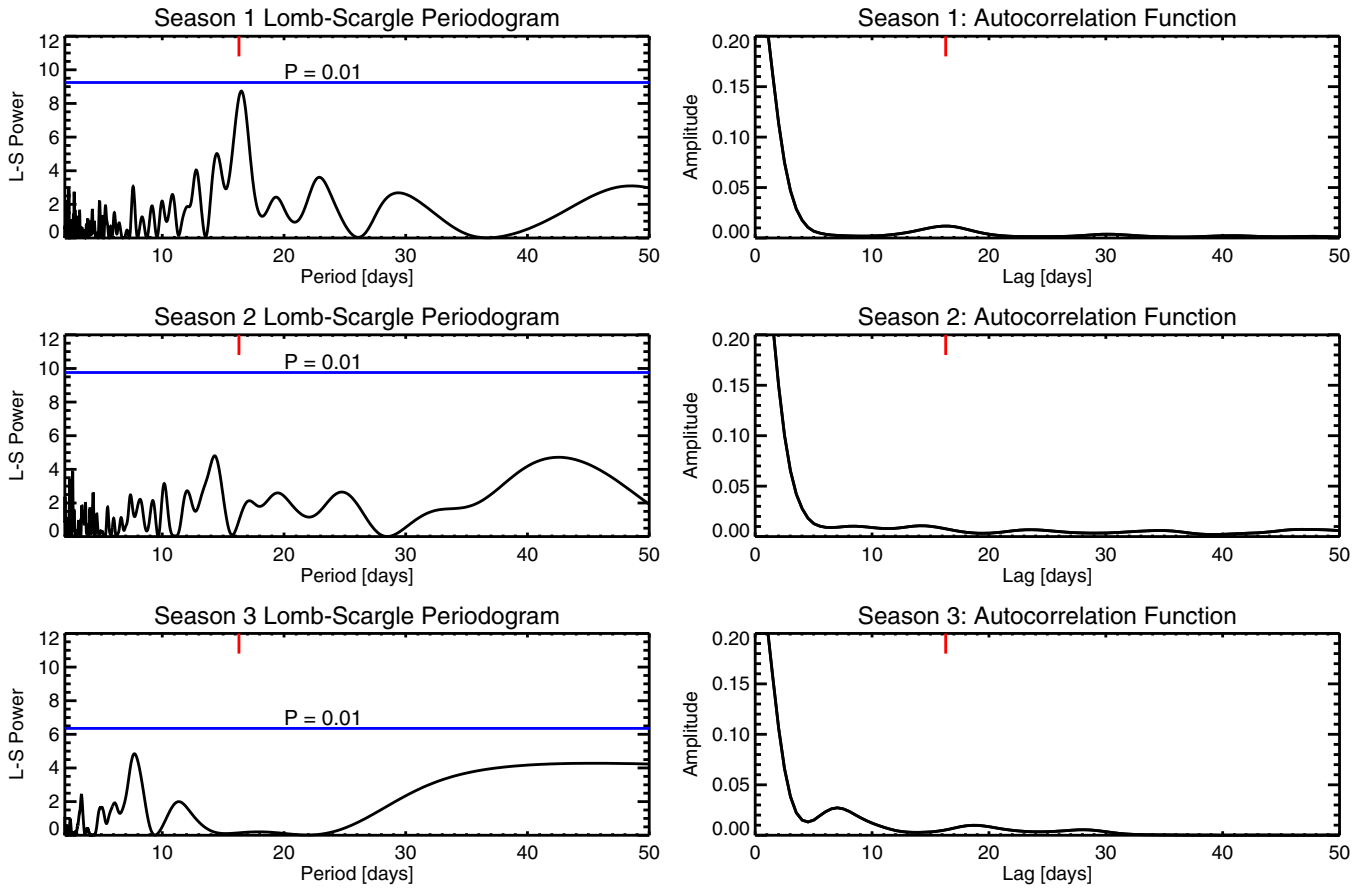 Season 1 Lomb-Scargle Periodogram
12
10
8
6
4
2
0
L-S Power
P = 0.01
10 20 30 40 50
Period [days]
Season 1: Autocorrelation Function
0.20
0.15
0.10
0.05
0.00
Amplitude
0 10 20 30 40 50
Lag [days]
Season 2 Lomb-Scargle Periodogram
12
10
8
6
4
2
0
L-S Power
P = 0.01
10 20 30 40 50
Period [days]
Season 2: Autocorrelation Function
0.20
0.15
0.10
0.05
0.00
Amplitude
0 10 20 30 40 50
Lag [days]
Season 3 Lomb-Scargle Periodogram
12
10
8
6
4
2
0
L-S Power
P = 0.01
10 20 30 40 50
Period [days]
Season 3: Autocorrelation Function
0.20
0.15
0.10
0.05
0.00
Amplitude
0 10 20 30 40 50
Lag [days]